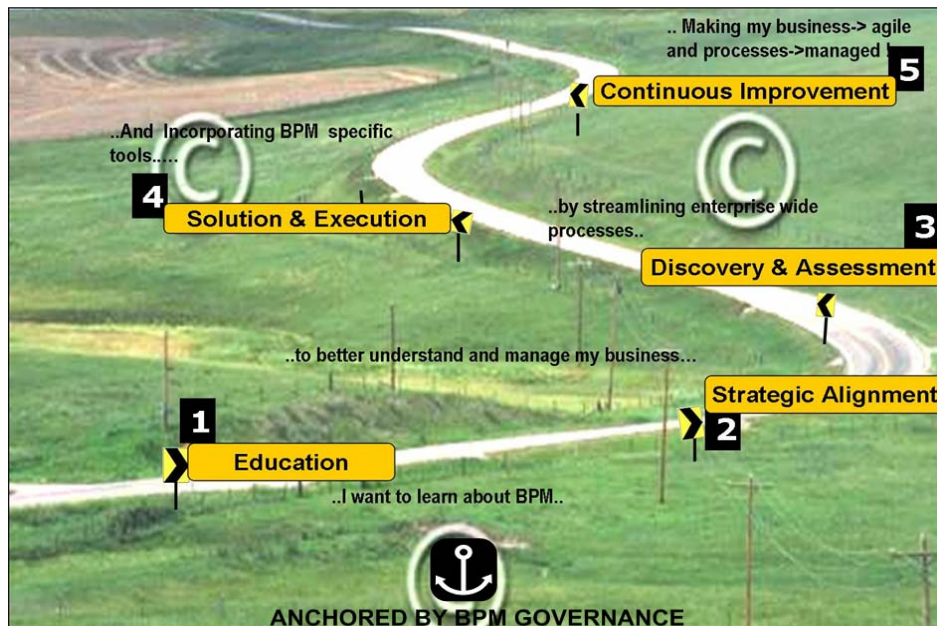 .. Making my business-> agile
and processes->managed !
5
Continuous Improvement
..And Incorporating BPM specific
tools.....
4
Solution & Execution
..by streamlining enterprise wide
processes..
3
Discovery & Assessment
..to better understand and manage my business...
Strategic Alignment
2
1
Education
..I want to learn about BPM..
©
©
©
ANCHORED BY BPM GOVERNANCE